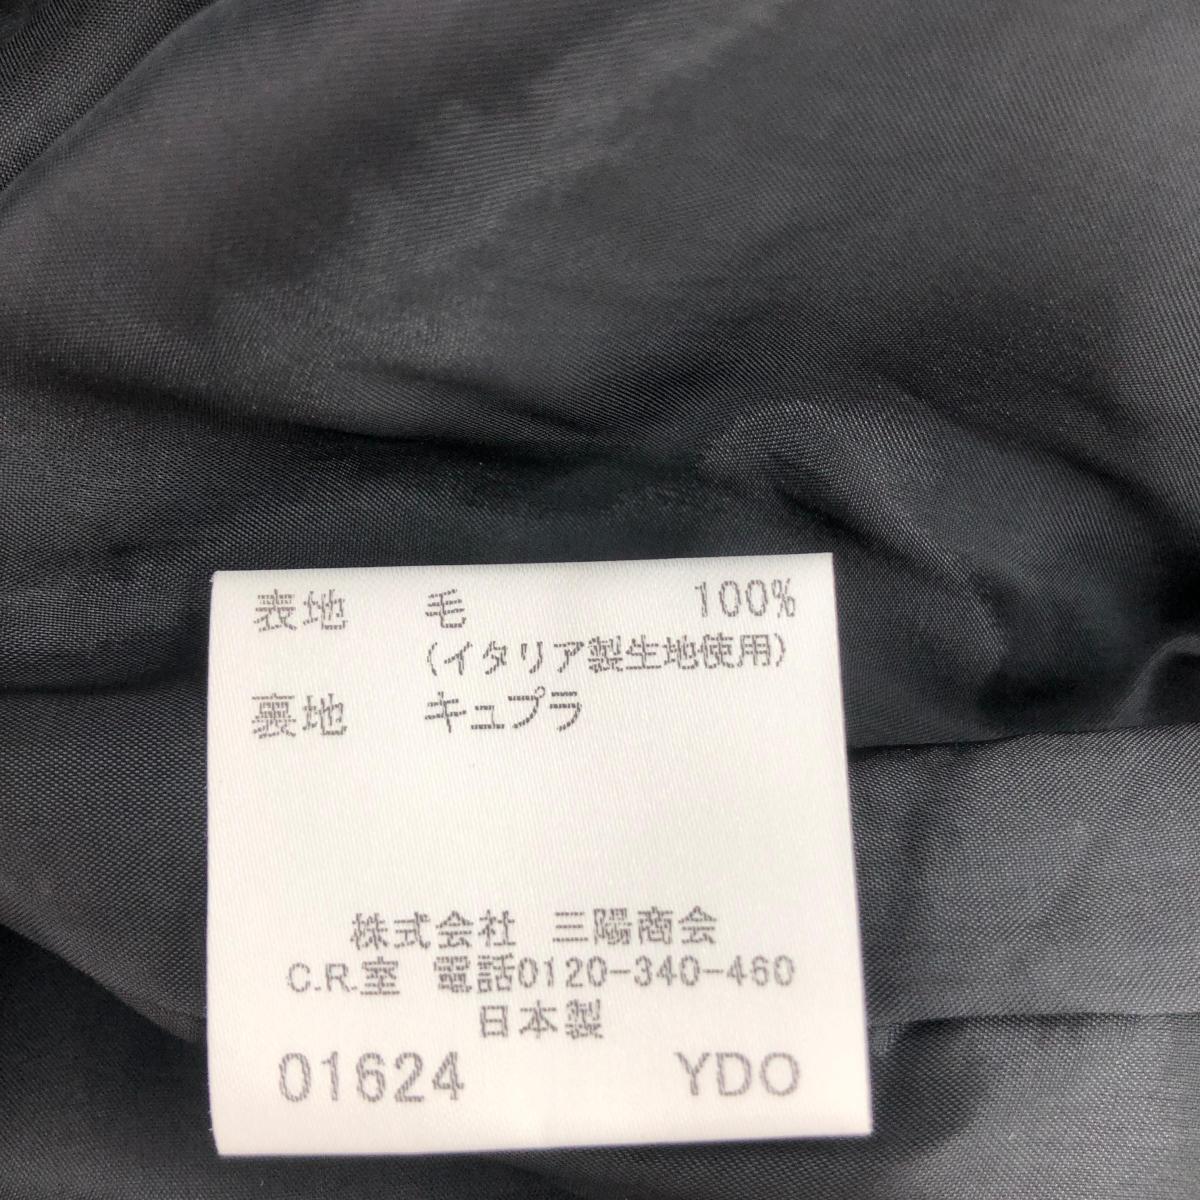 表地 毛 100%
(イタリア製生地使用)
裏地 キュプラ
株式会社 三陽商会
C.R.室 電話0120-340-460
日本製
01624 YDO